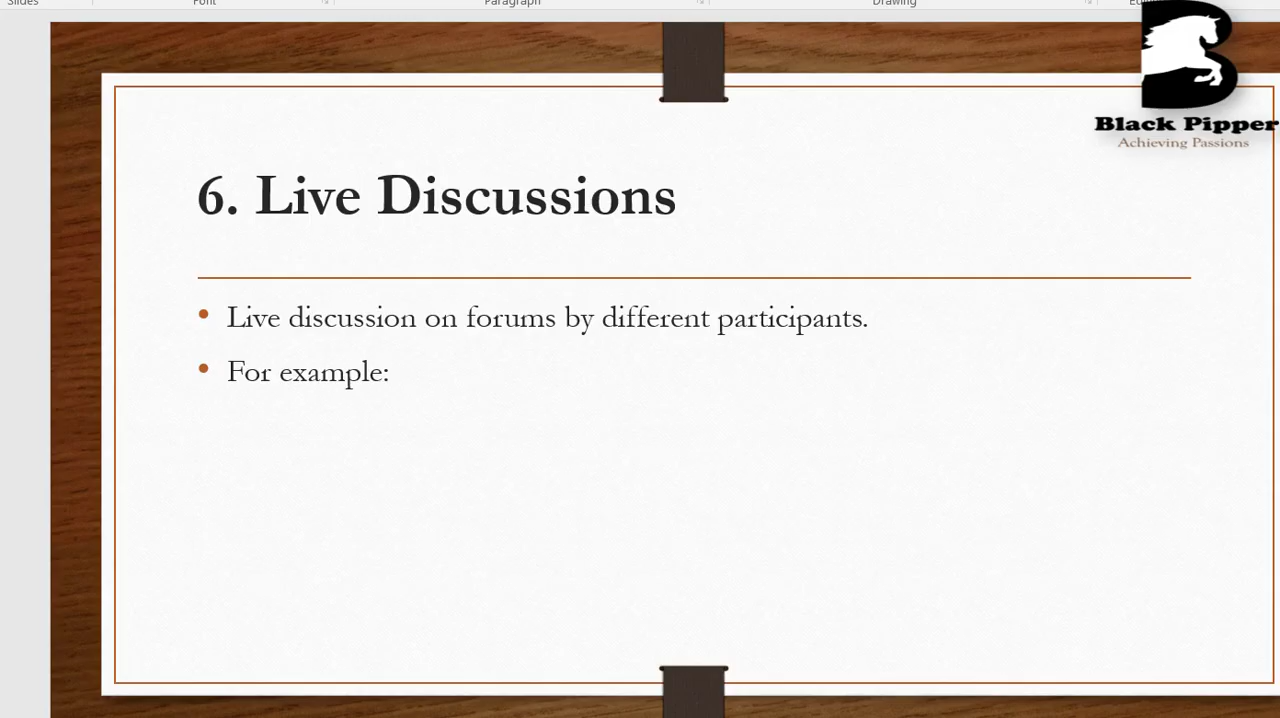 Slides Font Paragraph Drawing
Black Pipper
Achieving Passions
6. Live Discussions
• Live discussion on forums by different participants.
• For example: